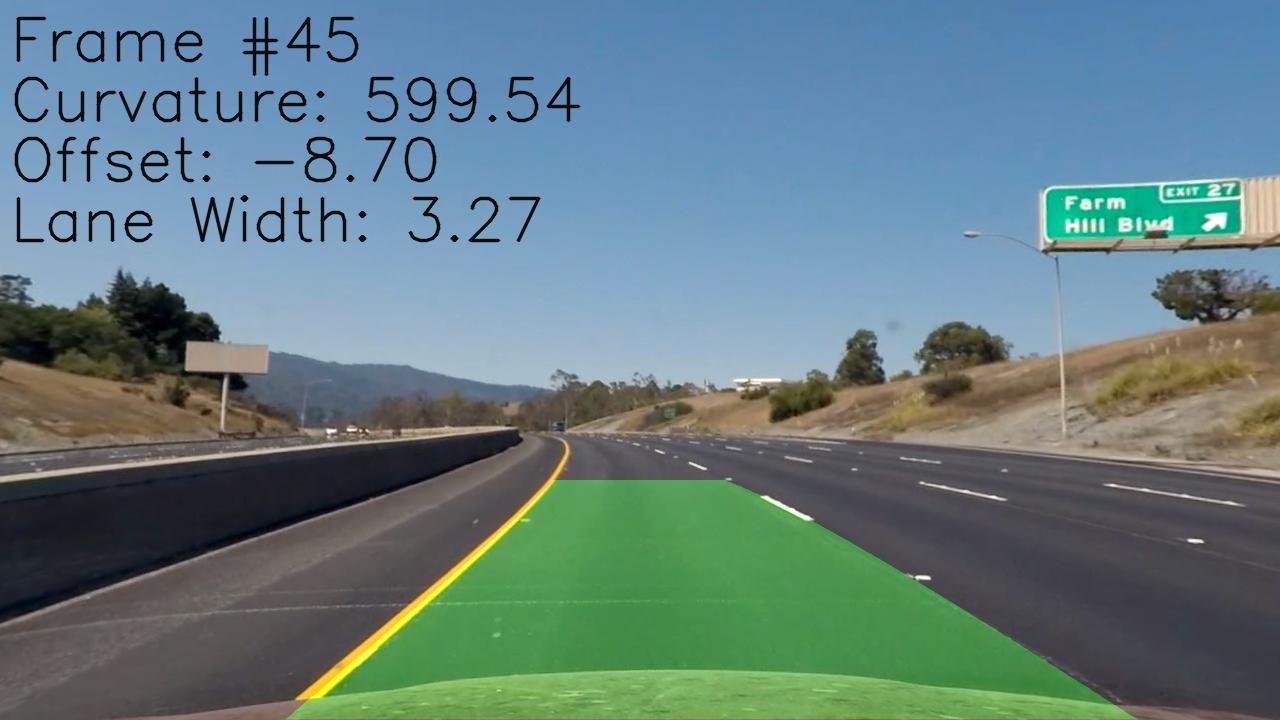 Frame #45
Curvature: 599.54
Offset: -8.70
Lane Width: 3.27
EXIT 27
Farm
Hill Blvd